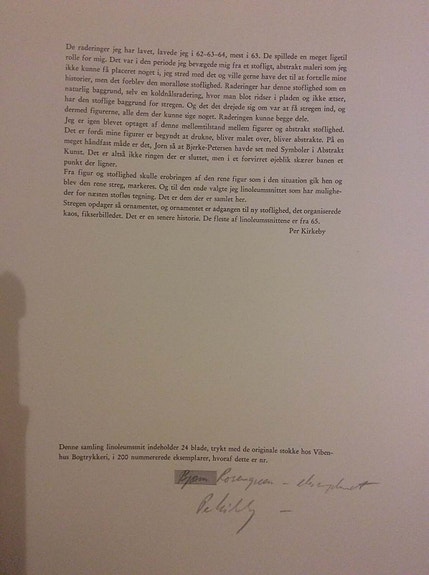 De raderinger jeg har lavet, lavede jeg i 62-63-64, mest i 63. De spillede en meget ligetil
rolle for mig. Det var i den periode jeg bevægede mig fra et stofligt, abstrakt maleri som jeg
ikke kunne få placeret noget i, jeg stred mod det og ville gerne have det til at fortælle mine
historier, men det forblev den moralløse stoflighed. Raderinger har denne stoflighed som en
naturlig baggrund, selv en koldnålsradering, hvor man blot ridser i pladen og ikke ætser,
har den stoflige baggrund for stregen. Og det det drejede sig om var at få stregen ind, og
dermed figurerne, alle dem der kunne sige noget. Raderingen kunne begge dele.
Jeg er igen blevet optaget af denne mellemtilstand mellem figurer og abstrakt stoflighed.
Det er fordi mine figurer er begyndt at drukne, bliver malet over, bliver abstrakte. På en
meget håndfast måde er det, Jorn så at Bjerke-Petersen havde set med Symboler i Abstrakt
Kunst. Det er altså ikke ringen der er sluttet, men i et forvirret øjeblik skærer banen et
punkt der ligner.
Fra figur og stoflighed skulle erobringen af den rene figur som i den situation gik hen og
blev den rene streg, markeres. Og til den ende valgte jeg linoleumssnittet som har mulighe-
der for næsten stofløs tegning. Det er dem der er samlet her.
Stregen opdager så ornamentet, og ornamentet er adgangen til ny stoflighed, det organiserede
kaos, fikserbilledet. Det er en senere historie. De fleste af linoleumsnittene er fra 65.
Per Kirkeby
Denne samling linoleumsnit indeholder 24 blade, trykt med de originale stokke hos Viben-
hus Bogtrykkeri, i 200 nummererede eksemplarer, hvoraf dette er nr.
Bjørn Rosengreen - eksemplaret